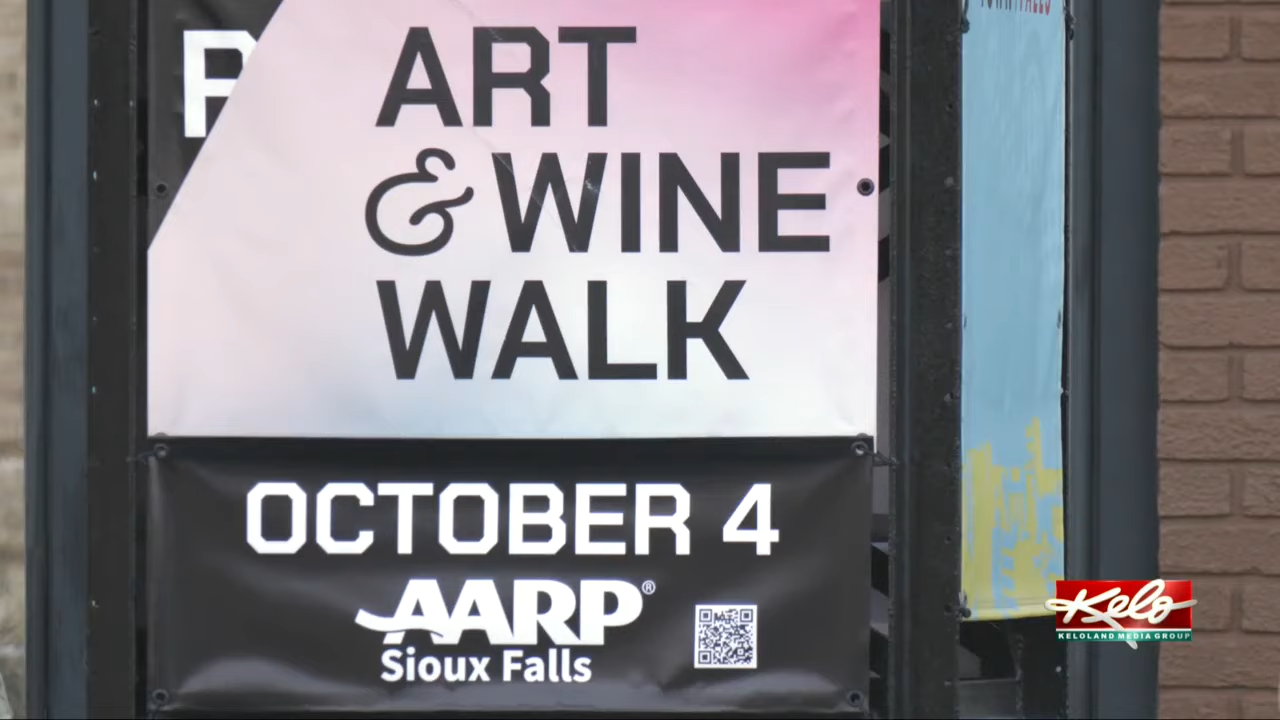 R
ART
& WINE
WALK
OCTOBER 4
AARP®
Sioux Falls
Kelo
KELOLAND MEDIA GROUP